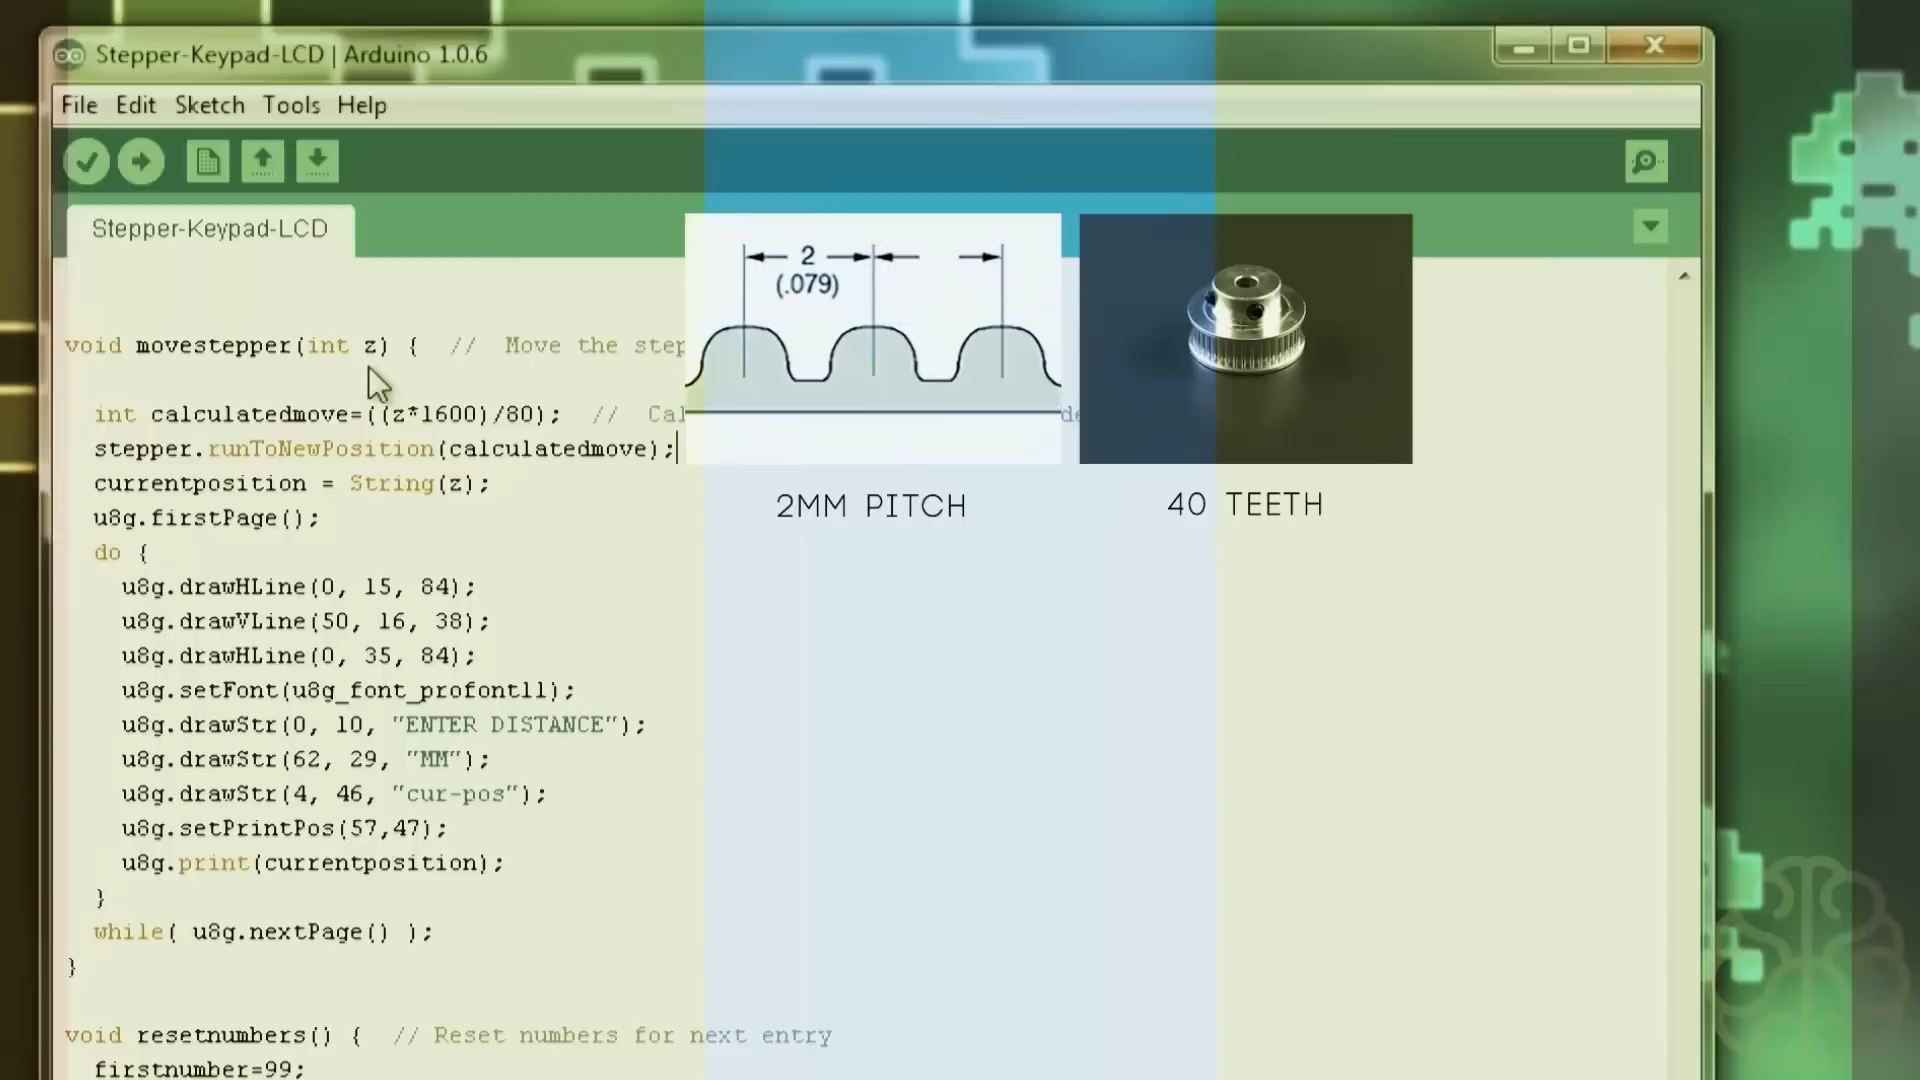 Stepper-Keypad-LCD | Arduino 1.0.6
File Edit Sketch Tools Help
Stepper-Keypad-LCD
2
(.079)
void movestepper(int z) {  //  Move the
int calculatedmove=((z*1600)/80);  //
stepper.runToNewPosition(calculatedmove);
currentposition = String(z);
u8g.firstPage();
2MM PITCH
40 TEETH
do {
u8g.drawHLine(0, 15, 84);
u8g.drawVLine(50, 16, 38);
u8g.drawHLine(0, 35, 84);
u8g.setFont(u8g_font_profont11);
u8g.drawStr(0, 10, "ENTER DISTANCE");
u8g.drawStr(62, 29, "MM");
u8g.drawStr(4, 46, "cur-pos");
u8g.setPrintPos(57,47);
u8g.print(currentposition);
}
while( u8g.nextPage() );
}
void resetnumbers() {  // Reset numbers for next entry
firstnumber=99;